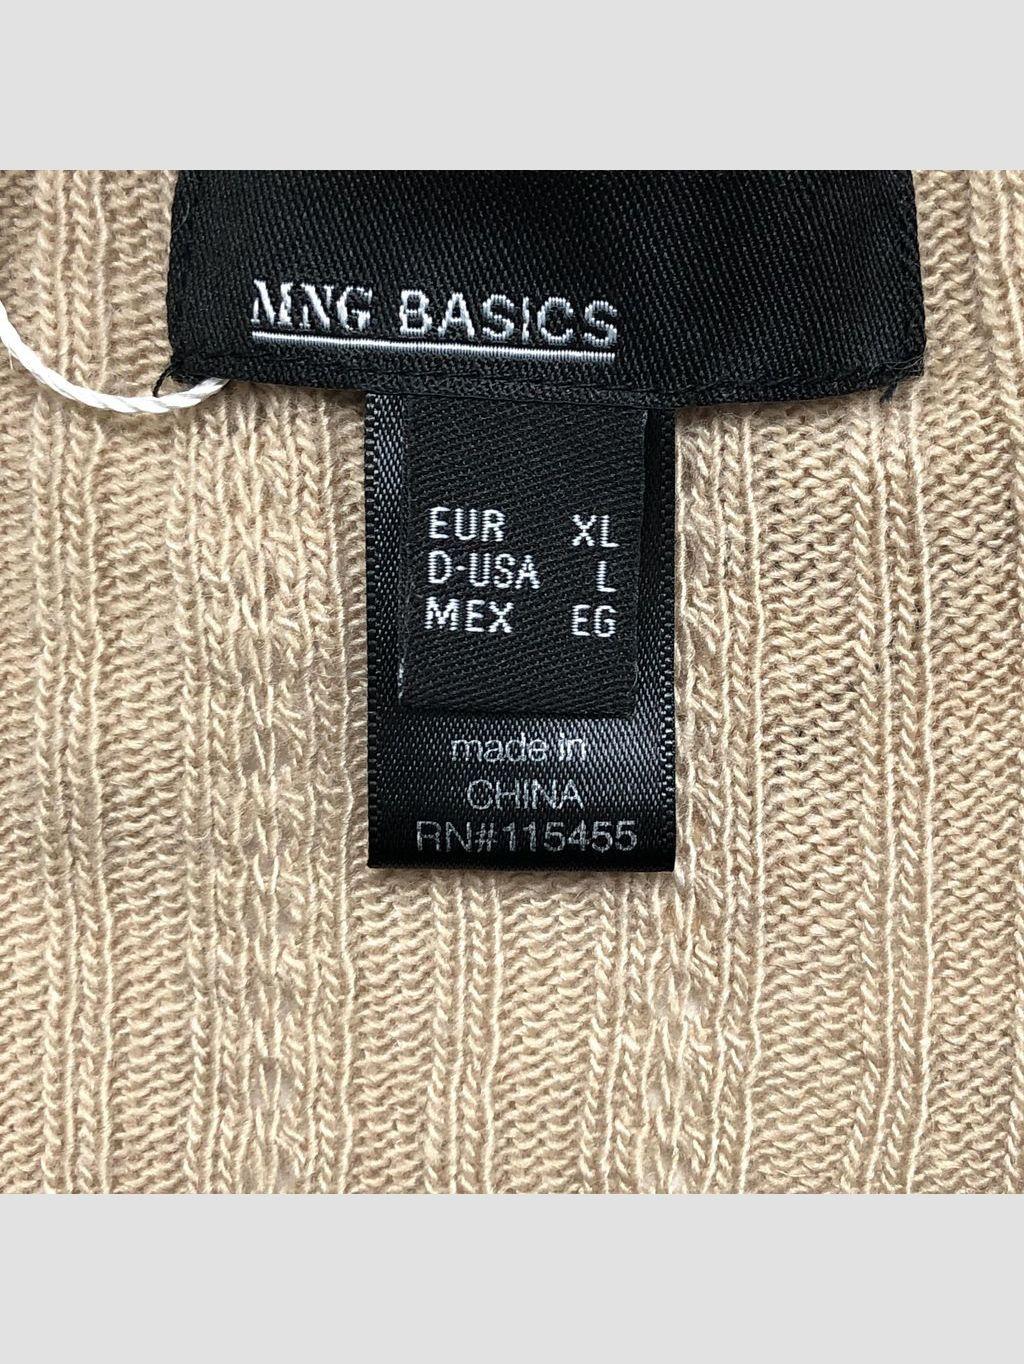 MNG BASICS
EUR XL
D-USA L
MEX EG
made in
CHINA
RN#115455